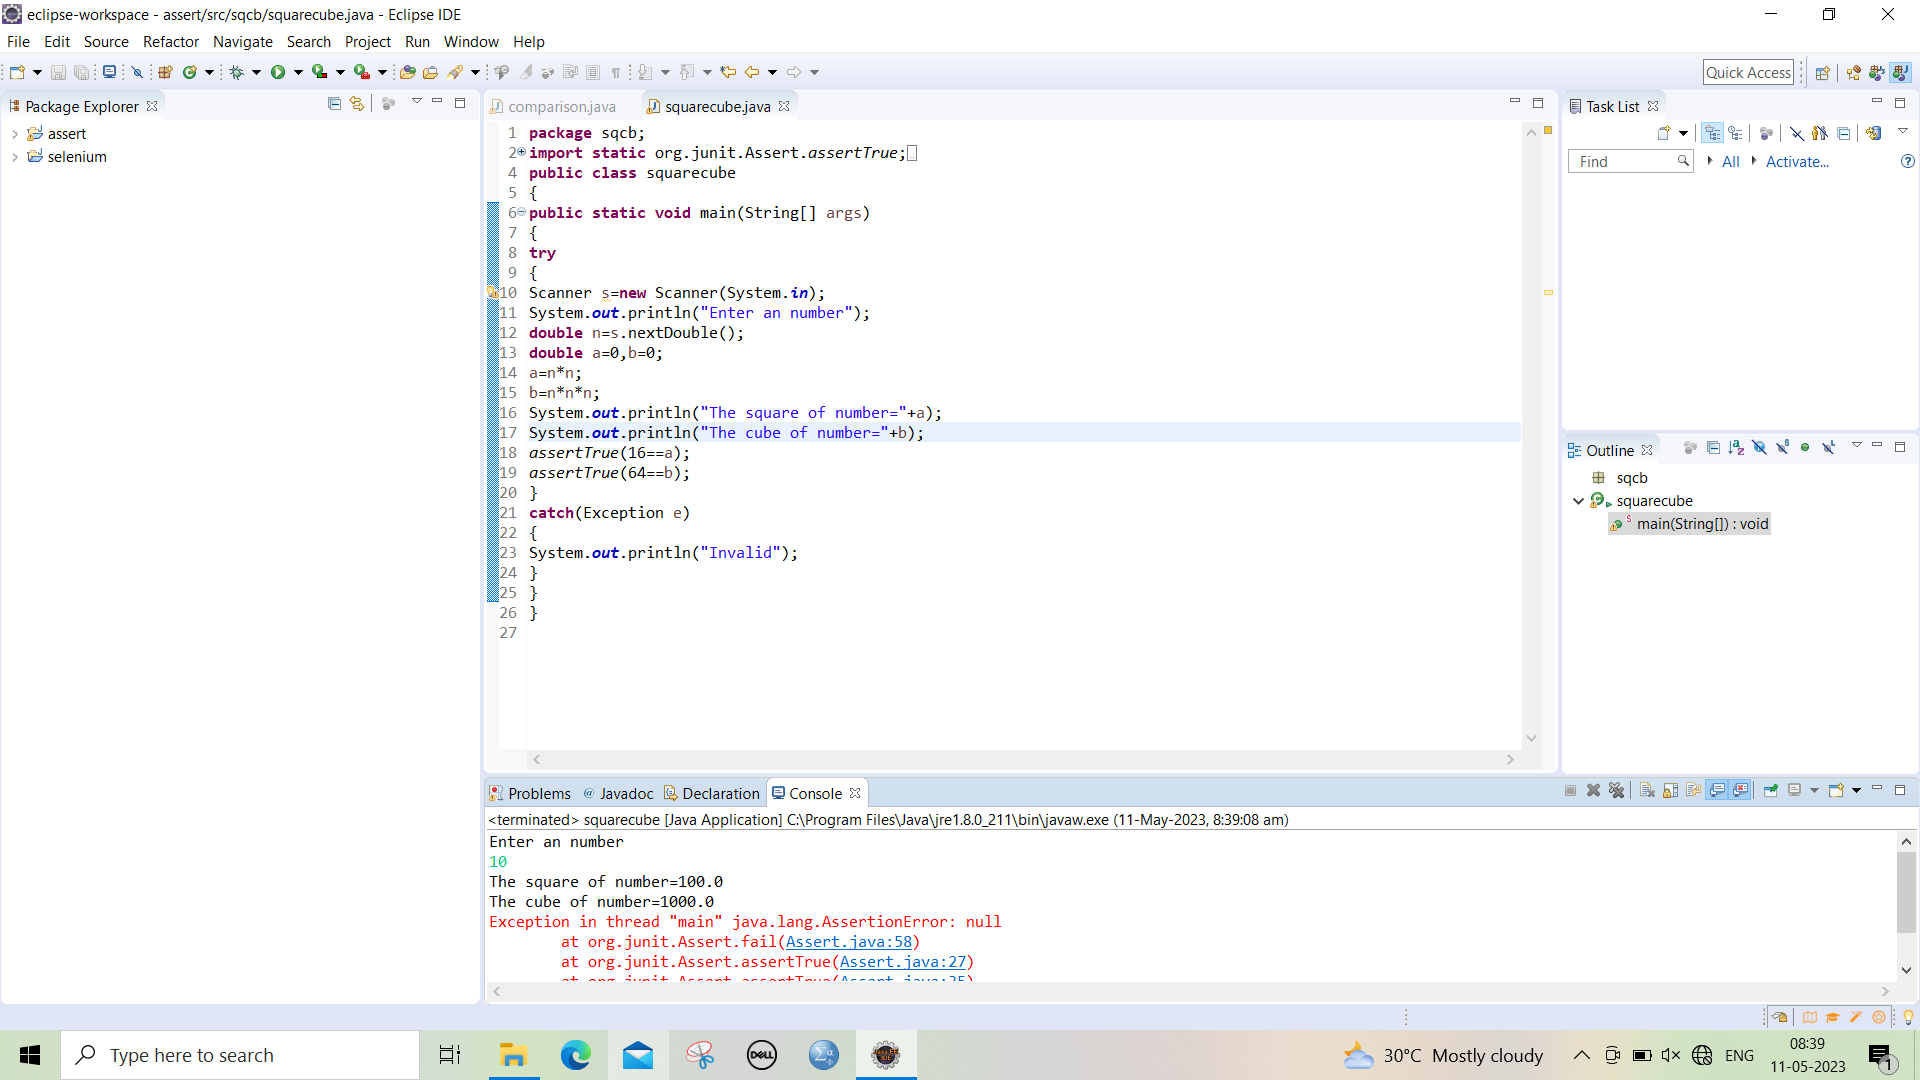 eclipse-workspace - assert/src/sqcb/squarecube.java - Eclipse IDE
File Edit Source Refactor Navigate Search Project Run Window Help
Quick Access
Package Explorer
assert
selenium
comparison.java squarecube.java
1 package sqcb;
2 import static org.junit.Assert.assertTrue;
4 public class squarecube
5 {
6 public static void main(String[] args)
7 {
8 try
9 {
10 Scanner s=new Scanner(System.in);
11 System.out.println("Enter an number");
12 double n=s.nextDouble();
13 double a=0,b=0;
14 a=n*n;
15 b=n*n*n;
16 System.out.println("The square of number="+a);
17 System.out.println("The cube of number="+b);
18 assertTrue(16==a);
19 assertTrue(64==b);
20 }
21 catch(Exception e)
22 {
23 System.out.println("Invalid");
24 }
25 }
26 }
27
Task List
Find All Activate...
Outline
sqcb
squarecube
main(String[]) : void
Problems Javadoc Declaration Console
<terminated> squarecube [Java Application] C:\Program Files\Java\jre1.8.0_211\bin\javaw.exe (11-May-2023, 8:39:08 am)
Enter an number
10
The square of number=100.0
The cube of number=1000.0
Exception in thread "main" java.lang.AssertionError: null
at org.junit.Assert.fail(Assert.java:58)
at org.junit.Assert.assertTrue(Assert.java:27)
at org.junit.Assert.assertTrue(Assert.java:35)
Type here to search
DELL
30°C Mostly cloudy
ENG
08:39
11-05-2023
1